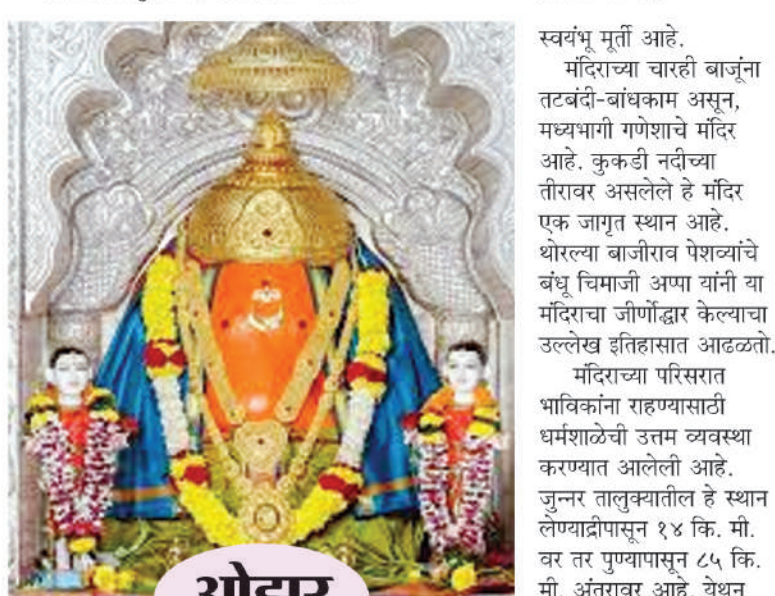 स्वयंभू मूर्ती आहे.
मंदिराच्या चारही बाजूंना
तटबंदी-बांधकाम असून,
मध्यभागी गणेशाचे मंदिर
आहे. कुकडी नदीच्या
तीरावर असलेले हे मंदिर
एक जागृत स्थान आहे.
थोरल्या बाजीराव पेशव्यांचे
बंधू चिमाजी अप्पा यांनी या
मंदिराचा जीर्णोद्धार केल्याचा
उल्लेख इतिहासात आढळतो.
मंदिराच्या परिसरात
भाविकांना राहण्यासाठी
धर्मशाळेची उत्तम व्यवस्था
करण्यात आलेली आहे.
जुन्नर तालुक्यातील हे स्थान
लेण्याद्रीपासून १४ कि. मी.
वर तर पुण्यापासून ८५ कि.
मी. अंतरावर आहे. येथून
ओझर